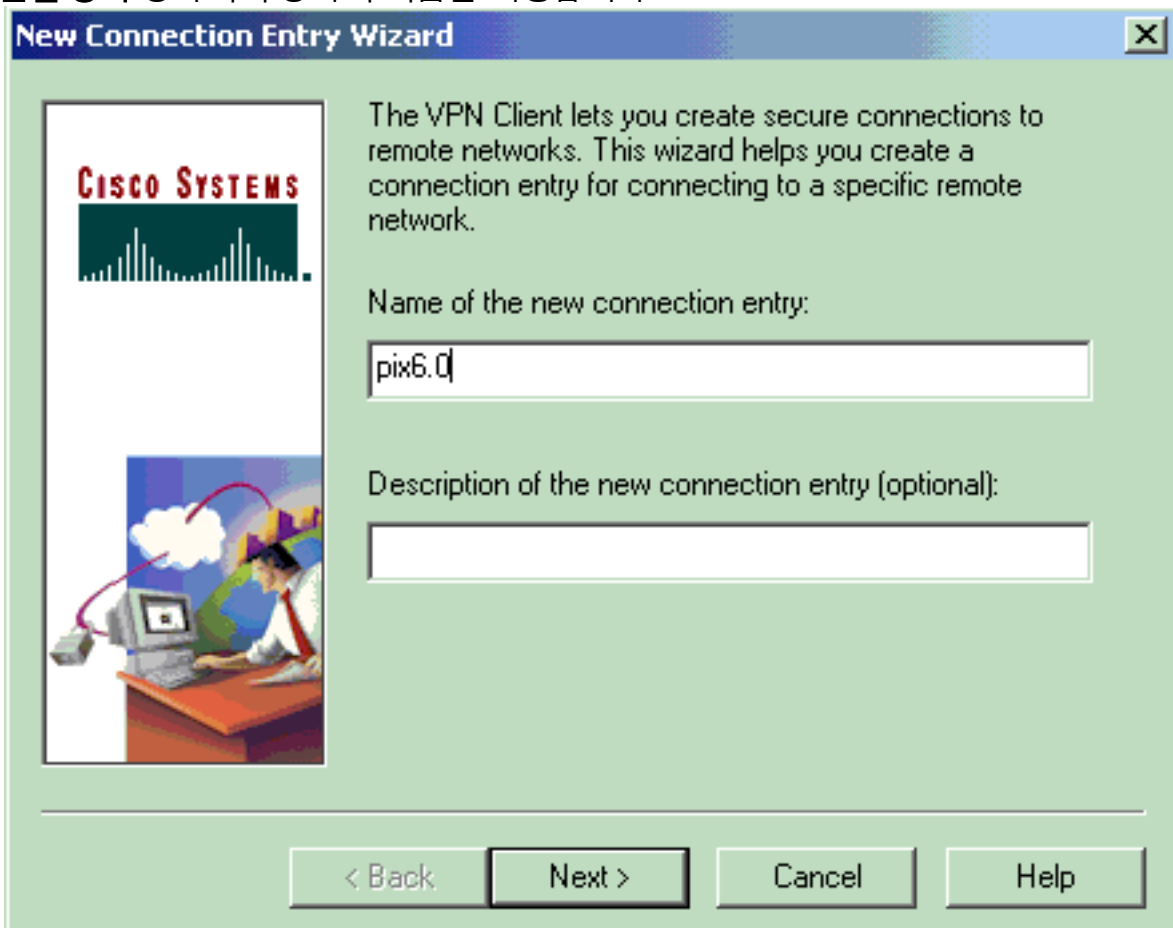 New Connection Entry Wizard
CISCO SYSTEMS
The VPN Client lets you create secure connections to
remote networks. This wizard helps you create a
connection entry for connecting to a specific remote
network.
Name of the new connection entry:
pix6.0
Description of the new connection entry (optional):
< Back
Next >
Cancel
Help